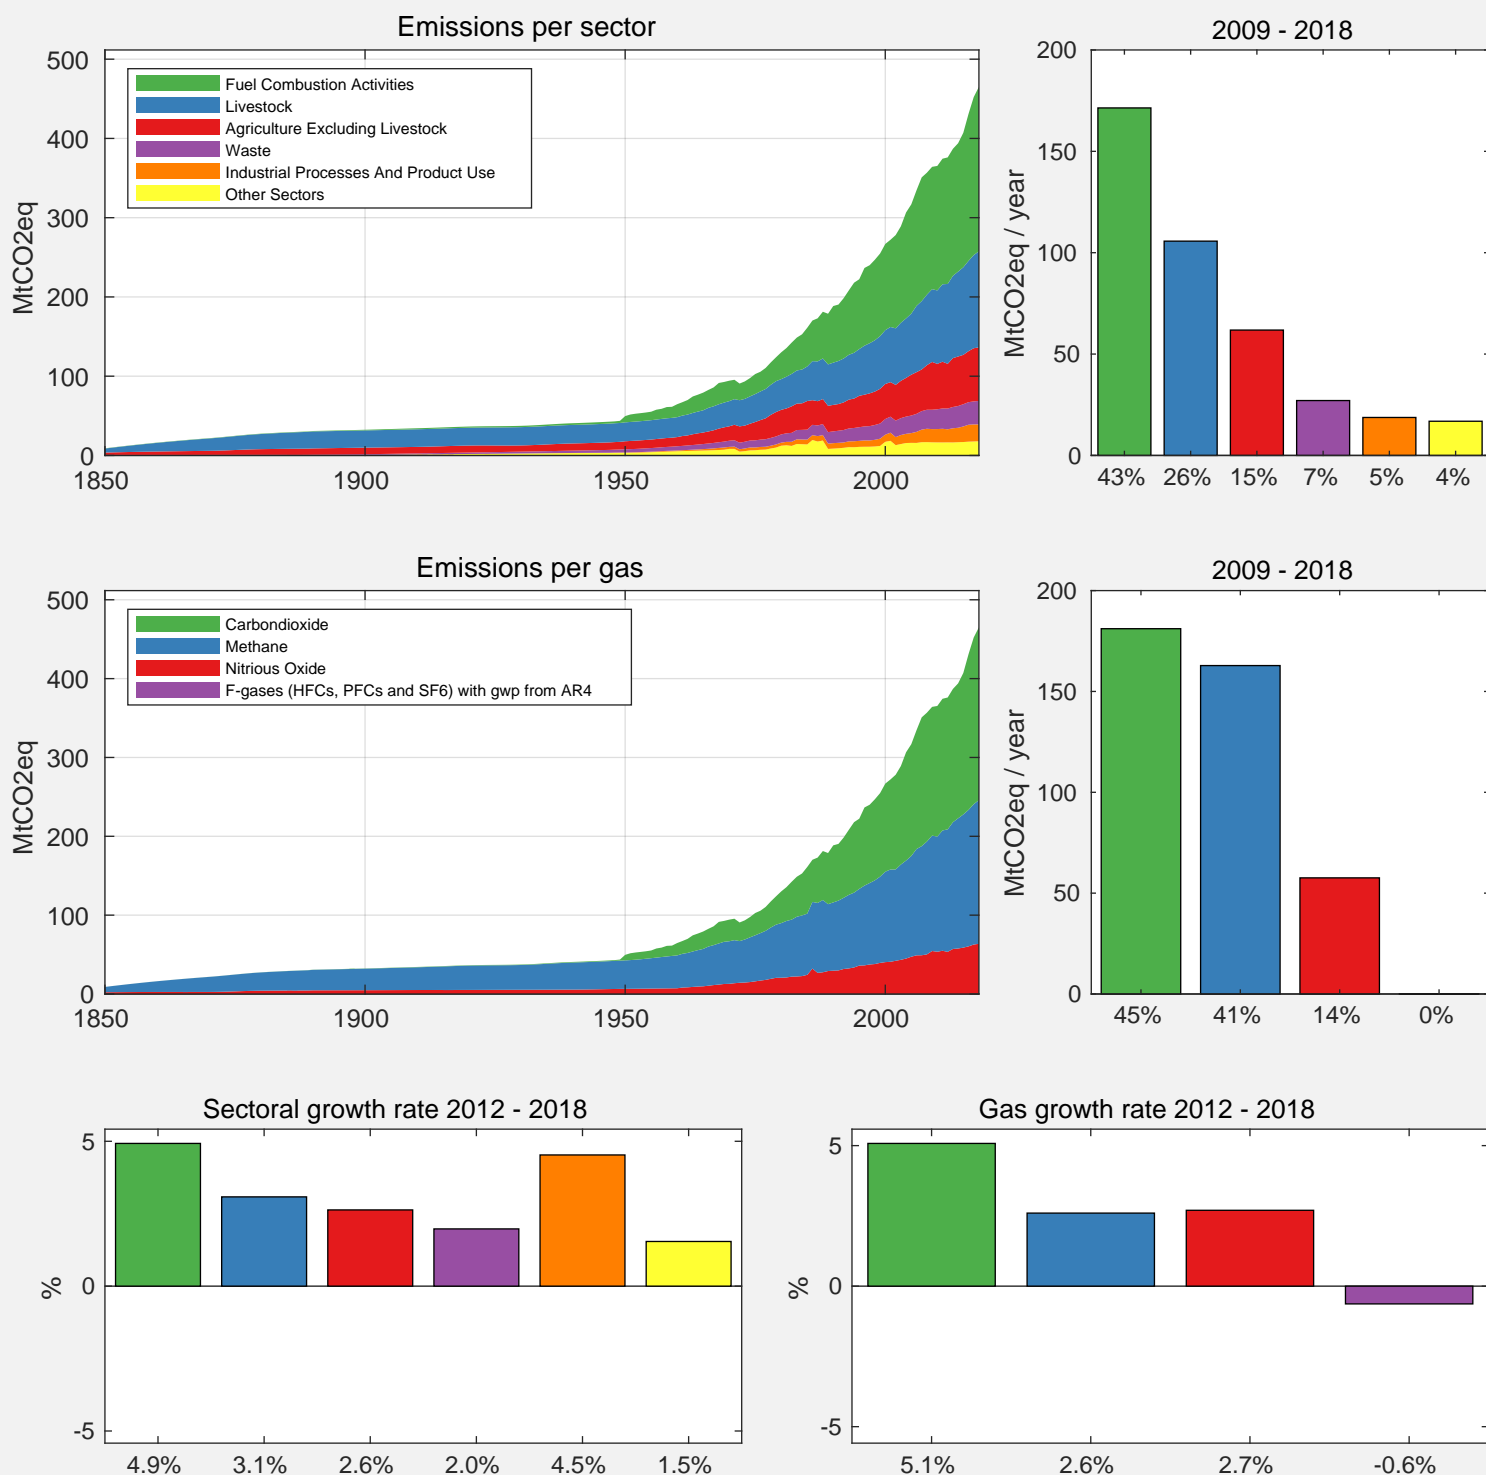 Emissions per sector
500
400
300
200
100
0
MtCO2eq
Fuel Combustion Activities
Livestock
Agriculture Excluding Livestock
Waste
Industrial Processes And Product Use
Other Sectors
1850 1900 1950 2000
2009 - 2018
200
150
100
50
0
MtCO2eq / year
43% 26% 15% 7% 5% 4%
Emissions per gas
500
400
300
200
100
0
MtCO2eq
Carbondioxide
Methane
Nitrious Oxide
F-gases (HFCs, PFCs and SF6) with gwp from AR4
1850 1900 1950 2000
2009 - 2018
200
150
100
50
0
MtCO2eq / year
45% 41% 14% 0%
Sectoral growth rate 2012 - 2018
5
0
-5
%
4.9% 3.1% 2.6% 2.0% 4.5% 1.5%
Gas growth rate 2012 - 2018
5
0
-5
%
5.1% 2.6% 2.7% -0.6%